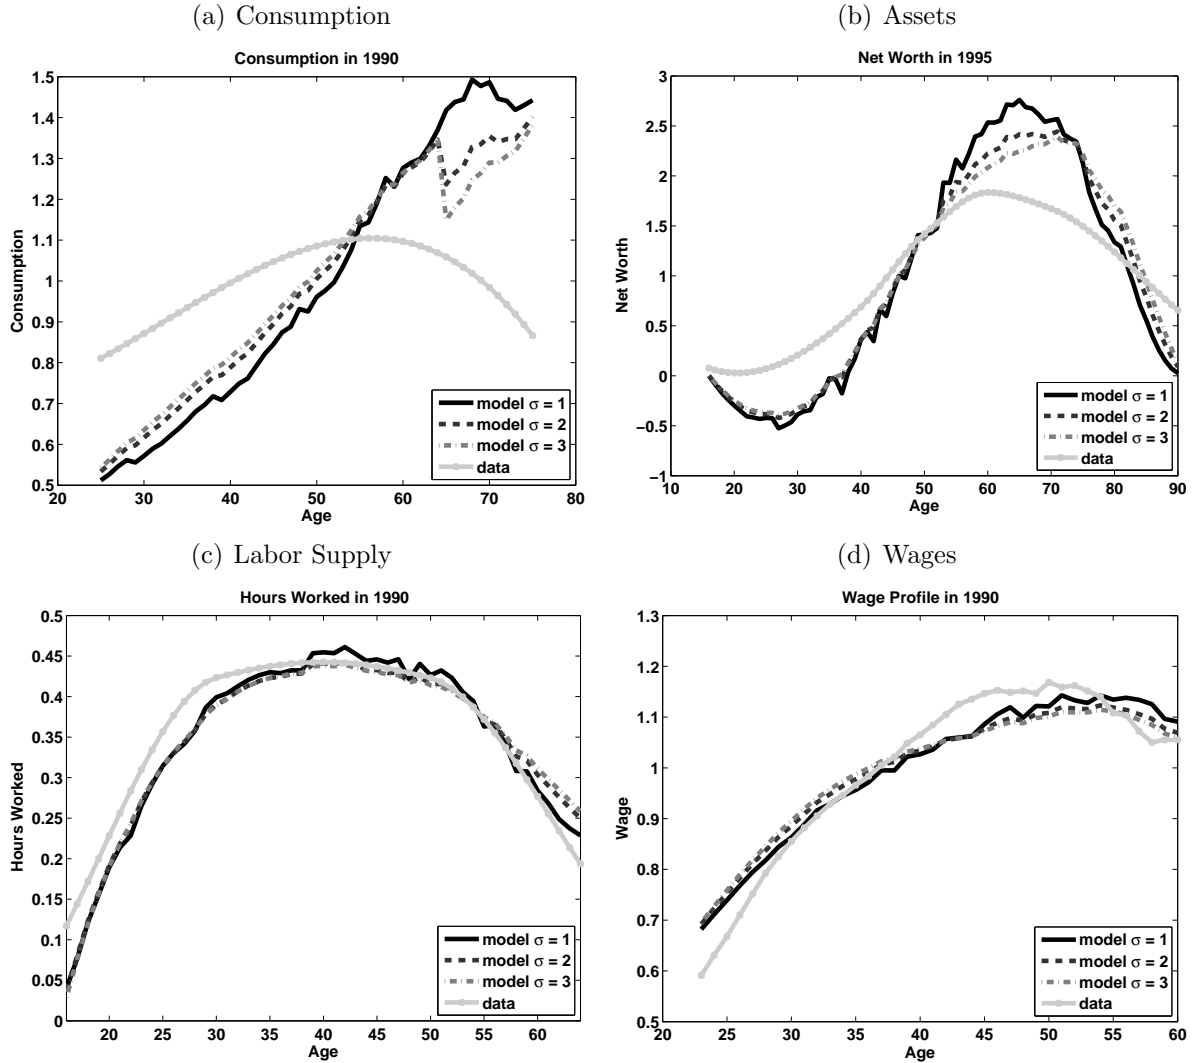 (a) Consumption
Consumption in 1990
1.5
1.4
1.3
1.2
1.1
1
0.9
0.8
0.7
0.6
0.5
Consumption
20 30 40 50 60 70 80
Age
model σ = 1
model σ = 2
model σ = 3
data
(b) Assets
Net Worth in 1995
3
2.5
2
1.5
1
0.5
0
−0.5
−1
Net Worth
10 20 30 40 50 60 70 80 90
Age
model σ = 1
model σ = 2
model σ = 3
data
(c) Labor Supply
Hours Worked in 1990
0.5
0.45
0.4
0.35
0.3
0.25
0.2
0.15
0.1
0.05
0
Hours Worked
20 25 30 35 40 45 50 55 60
Age
model σ = 1
model σ = 2
model σ = 3
data
(d) Wages
Wage Profile in 1990
1.3
1.2
1.1
1
0.9
0.8
0.7
0.6
0.5
Wage
20 25 30 35 40 45 50 55 60
Age
model σ = 1
model σ = 2
model σ = 3
data